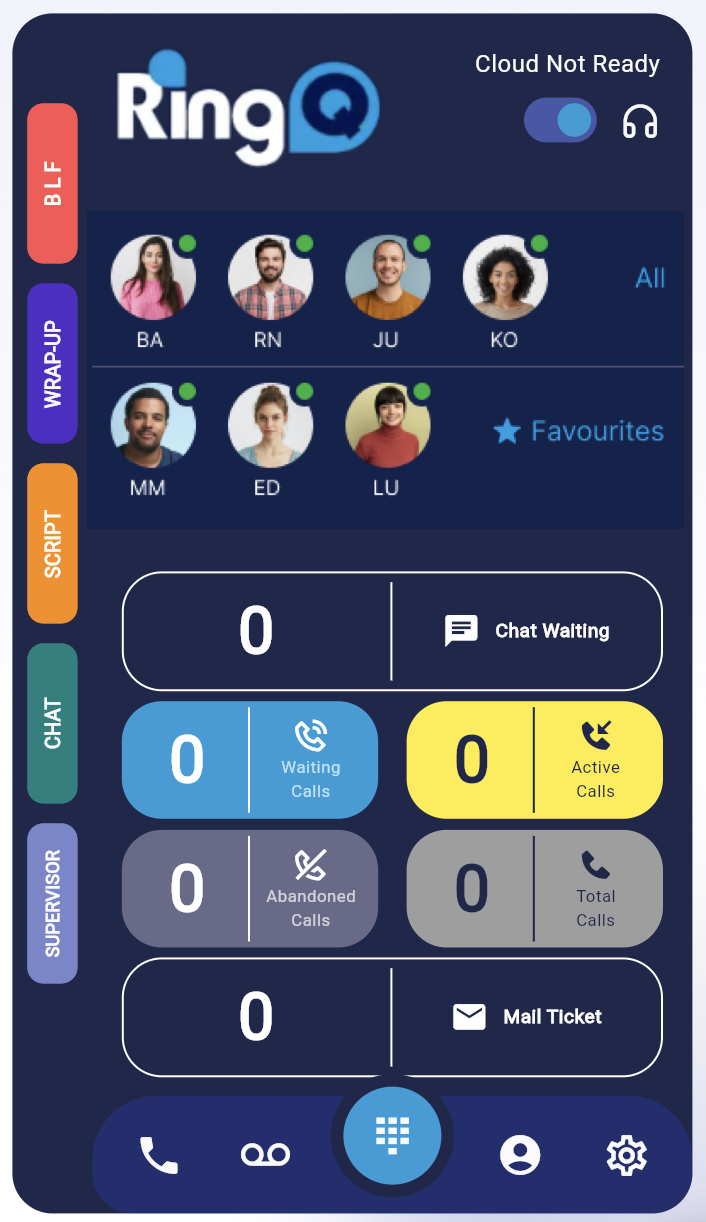 RingQ
Cloud Not Ready
BLF
WRAP-UP
SCRIPT
CHAT
SUPERVISOR
BA
RN
JU
KO
All
MM
ED
LU
Favourites
0
Chat Waiting
0
Waiting
Calls
0
Active
Calls
0
Abandoned
Calls
0
Total
Calls
0
Mail Ticket